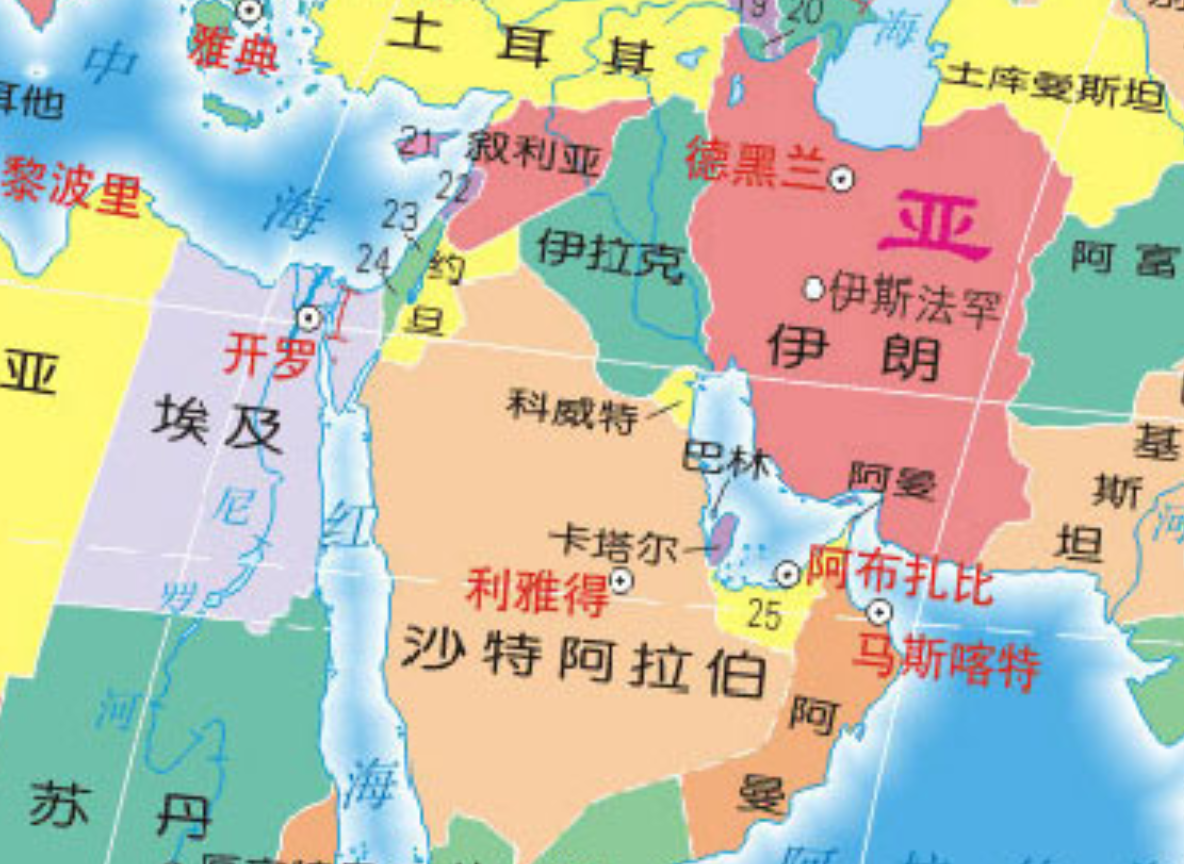 19
20
土耳其
海
雅典
中
土库曼斯坦
耳他
21
叙利亚
德黑兰
黎波里
22
海
23
亚
24
约旦
伊拉克
阿富
伊斯法罕
开罗
伊朗
亚
科威特
埃及
巴林
阿曼
基斯坦
尼罗河
红海
河
卡塔尔
利雅得
阿布扎比
25
马斯喀特
沙特阿拉伯
阿曼
苏丹